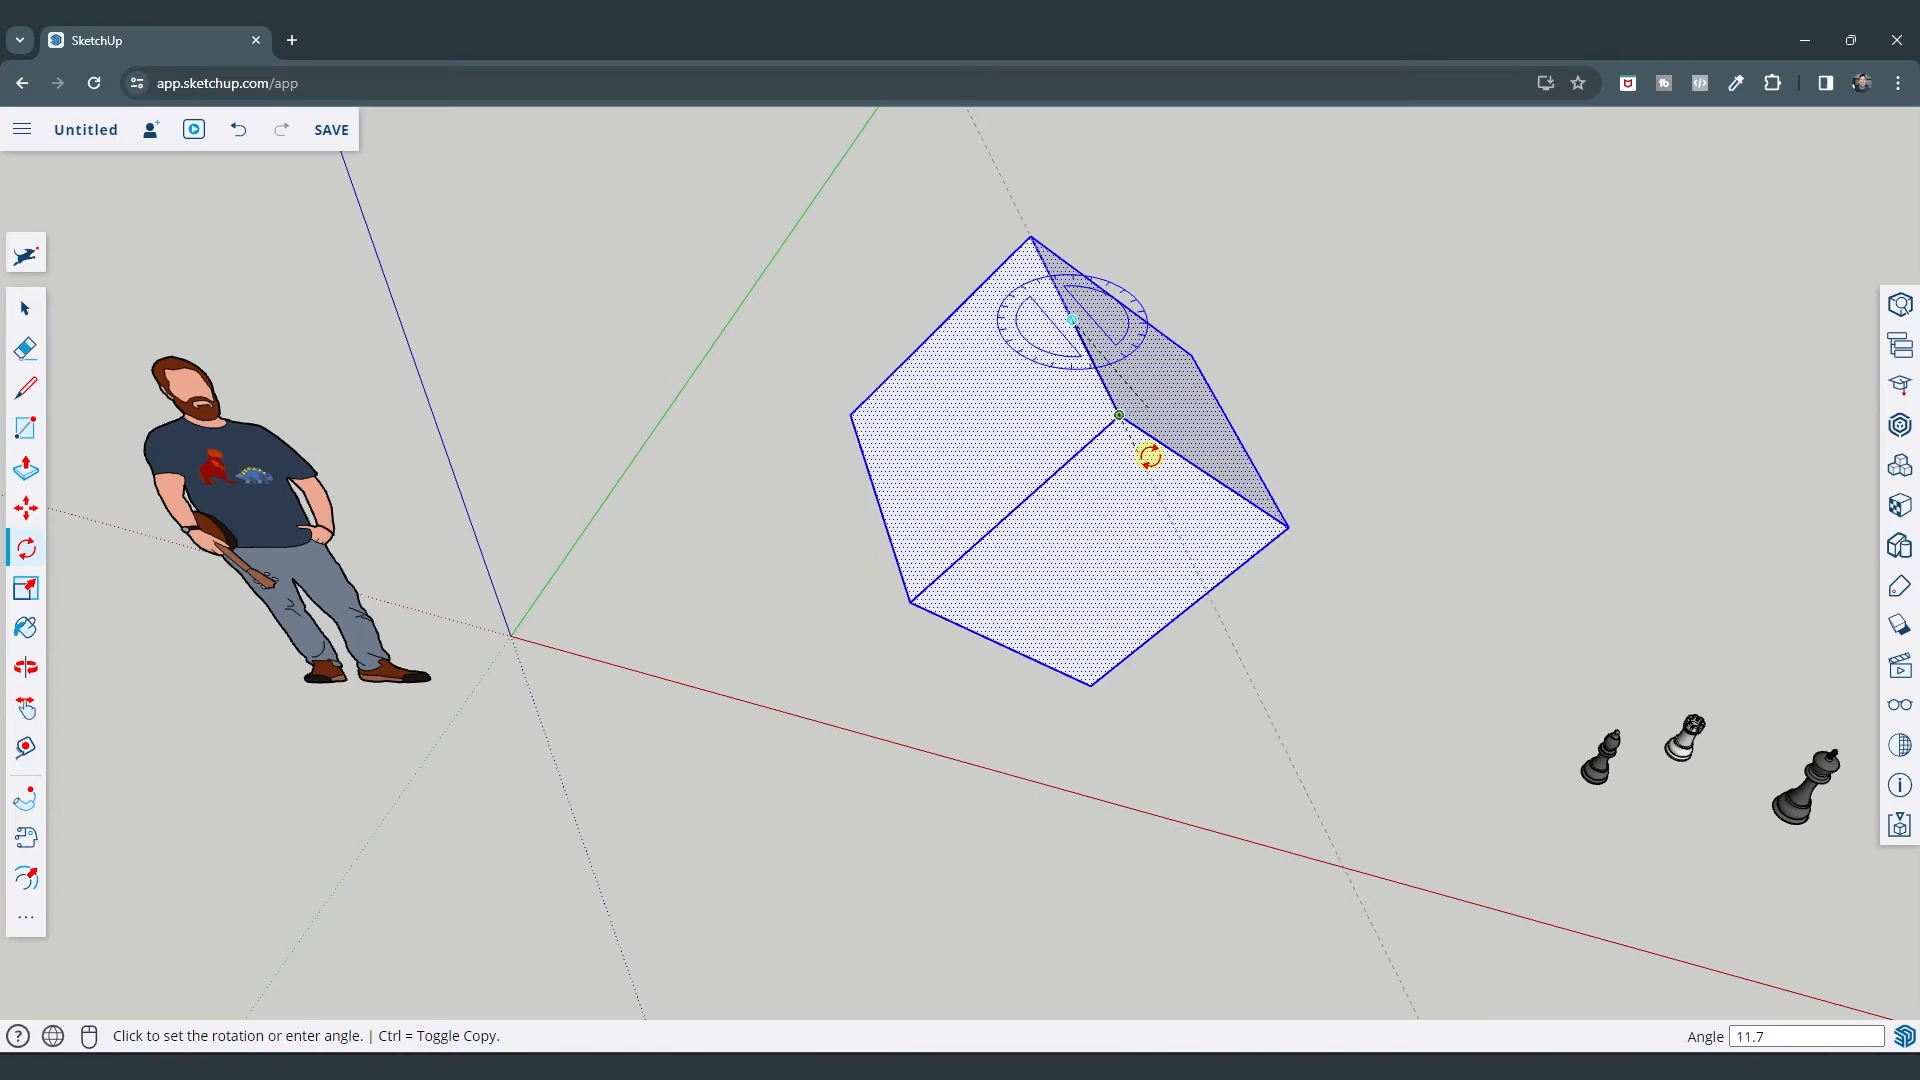 SketchUp
app.sketchup.com/app
Untitled
SAVE
Click to set the rotation or enter angle. | Ctrl = Toggle Copy.
Angle 11.7